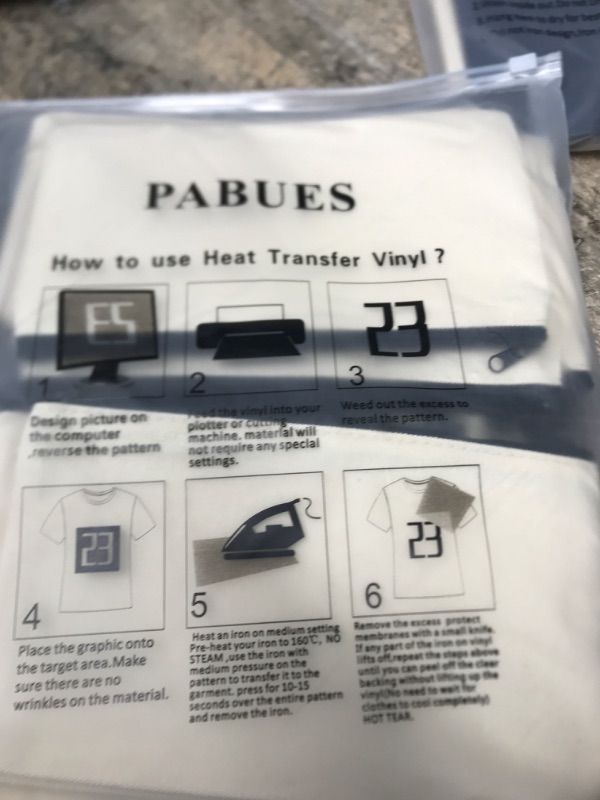 PABUES
How to use Heat Transfer Vinyl ?
23
1
2
3
Design picture on
the computer
,reverse the pattern
Feed the vinyl into your
plotter or cutting
machine. material will
not require any special
settings.
Weed out the excess to
reveal the pattern.
23
23
4
5
6
Place the graphic onto
the target area.Make
sure there are no
wrinkles on the material.
Heat an iron on medium setting
Pre-heat your iron to 160℃, NO
STEAM ,use the iron with
medium pressure on the
pattern to transfer it to the
garment. press for 10-15
seconds over the entire pattern
and remove the iron.
Remove the excess protect
membranes with a small knife.
If any part of the iron on vinyl
lifts off,repeat the steps above
until you can peel off the clear
backing without lifting up the
vinyl(No need to wait for
clothes to cool completely)
HOT TEAR.